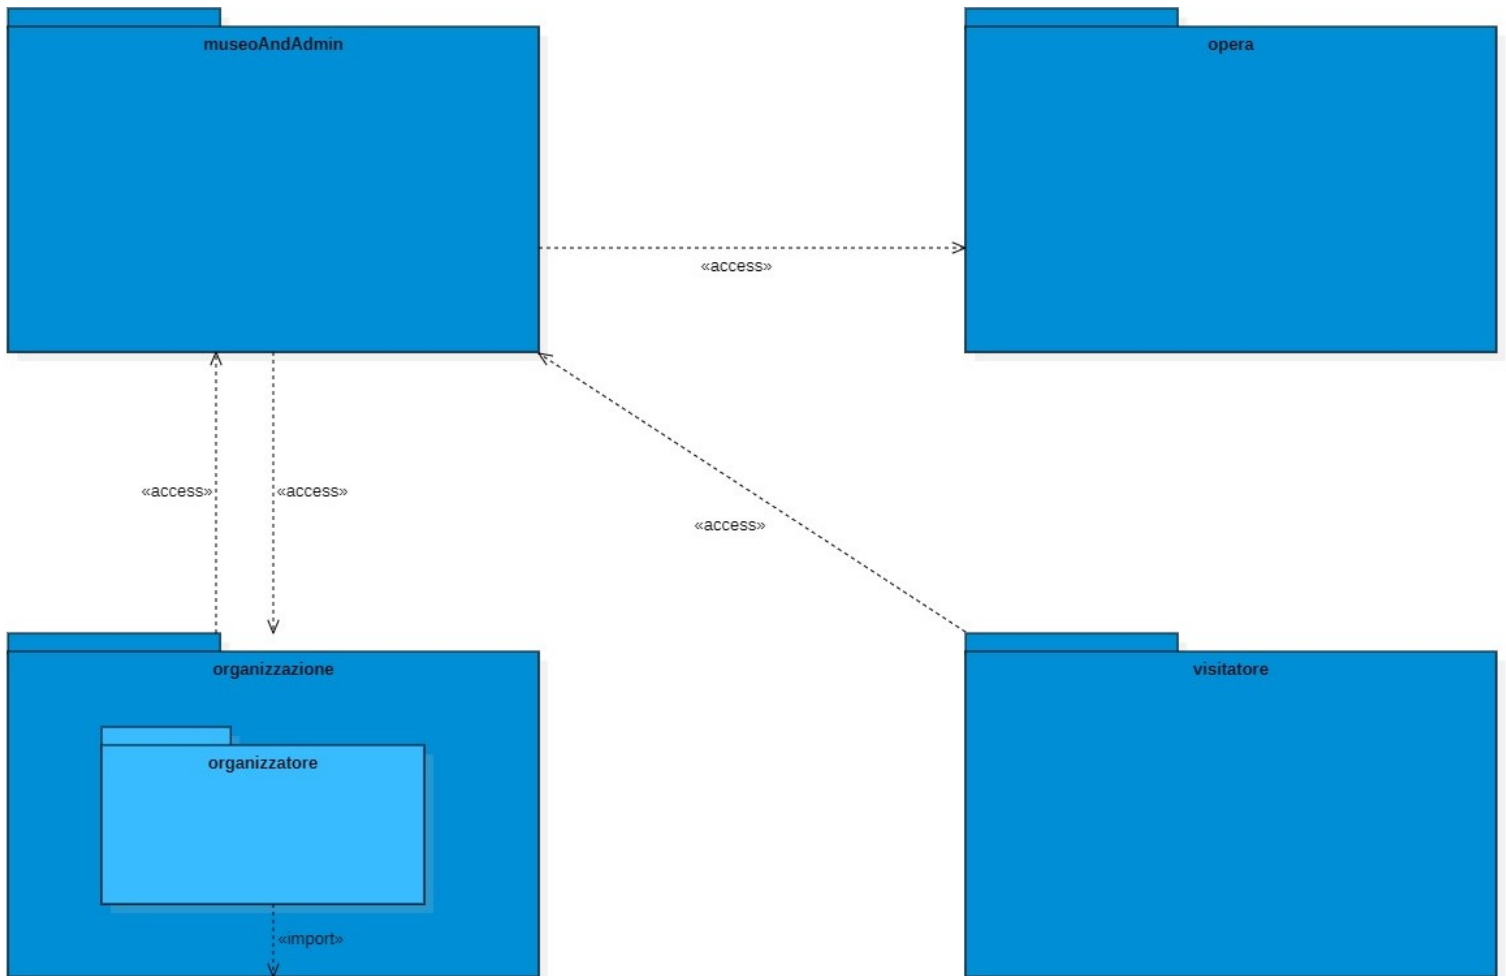 museoAndAdmin
opera
«access»
«access»
«access»
«access»
organizzazione
visitatore
organizzatore
«import»